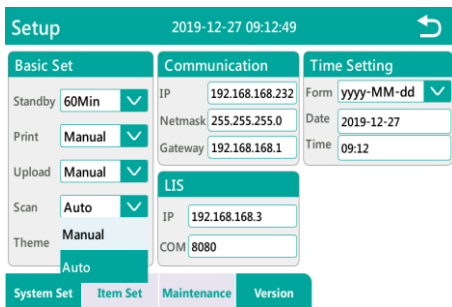 Setup 2019-12-27 09:12:49
Basic Set
Standby 60Min
Print Manual
Upload Manual
Scan Auto
Manual
Theme
Auto
Communication
IP 192.168.168.232
Netmask 255.255.255.0
Gateway 192.168.168.1
LIS
IP 192.168.168.3
COM 8080
Time Setting
Form yyyy-MM-dd
Date 2019-12-27
Time 09:12
System Set Item Set Maintenance Version